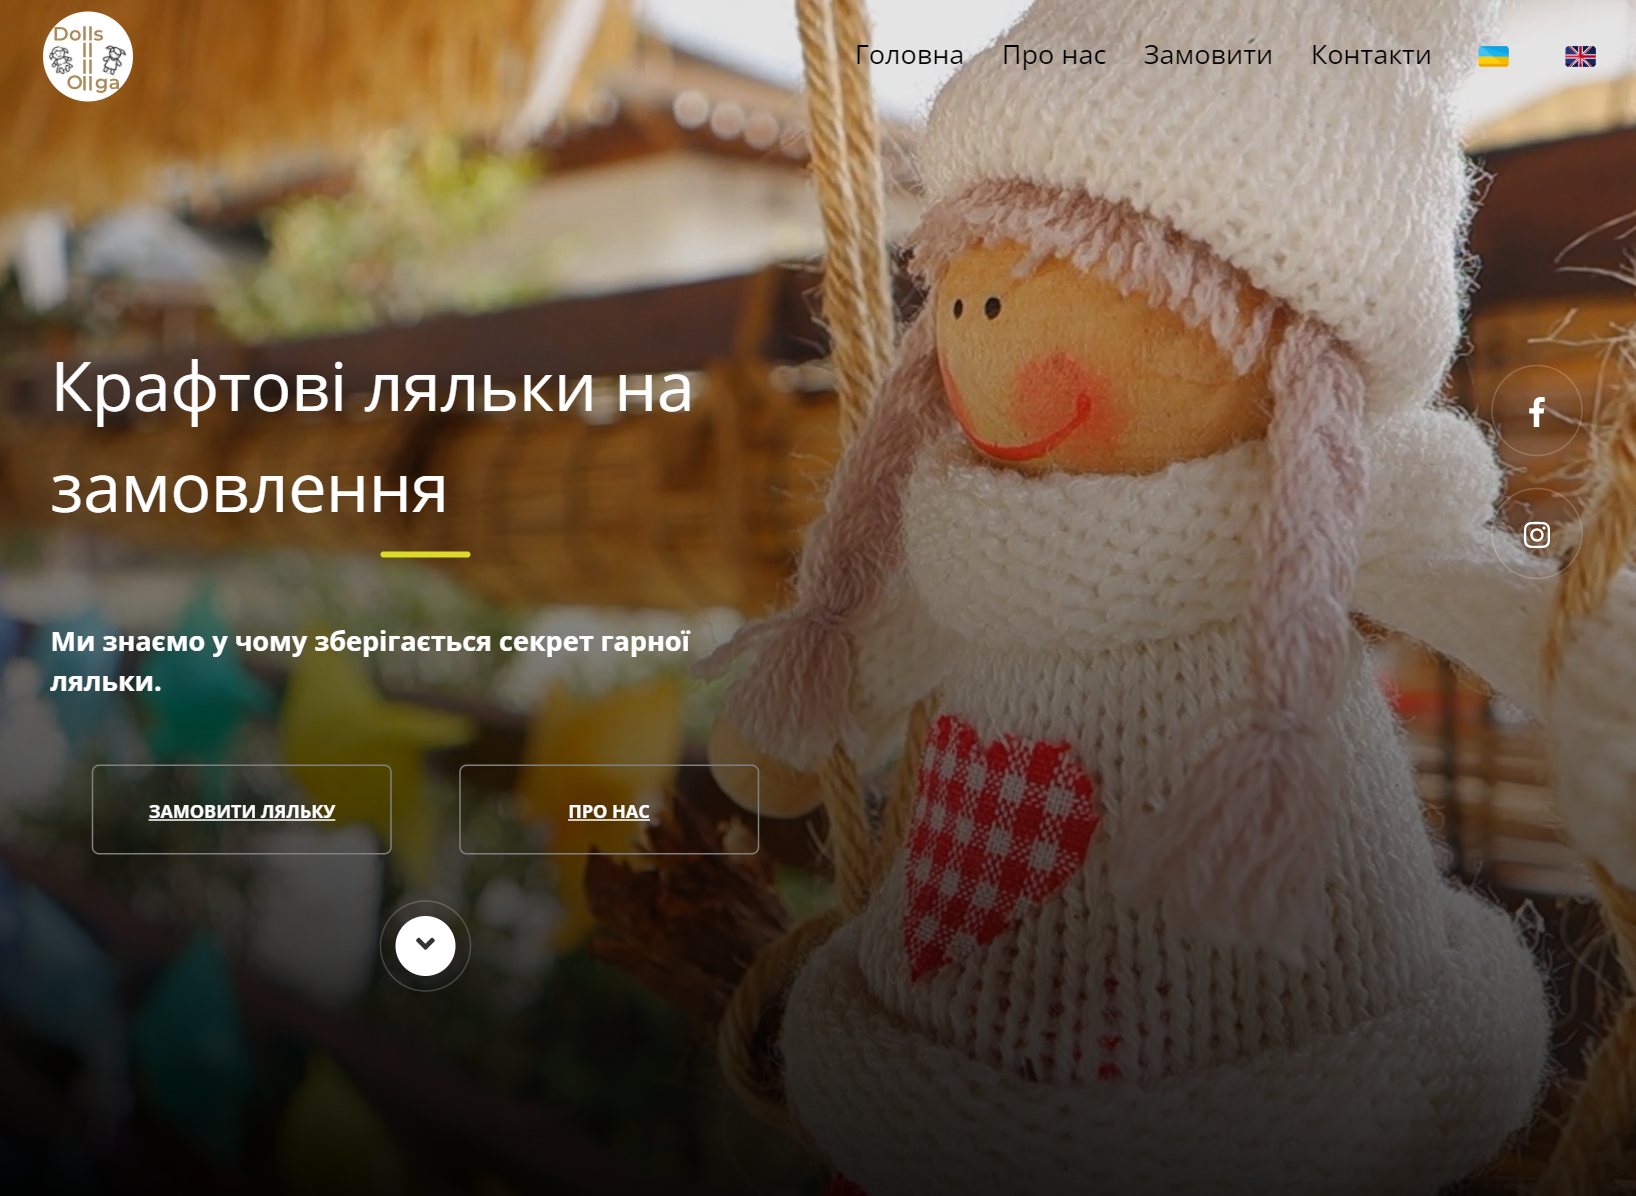 Dolls
Ollga
Головна Про нас Замовити Контакти
Крафтові ляльки на
замовлення
Ми знаємо у чому зберігається секрет гарної
ляльки.
ЗАМОВИТИ ЛЯЛЬКУ ПРО НАС